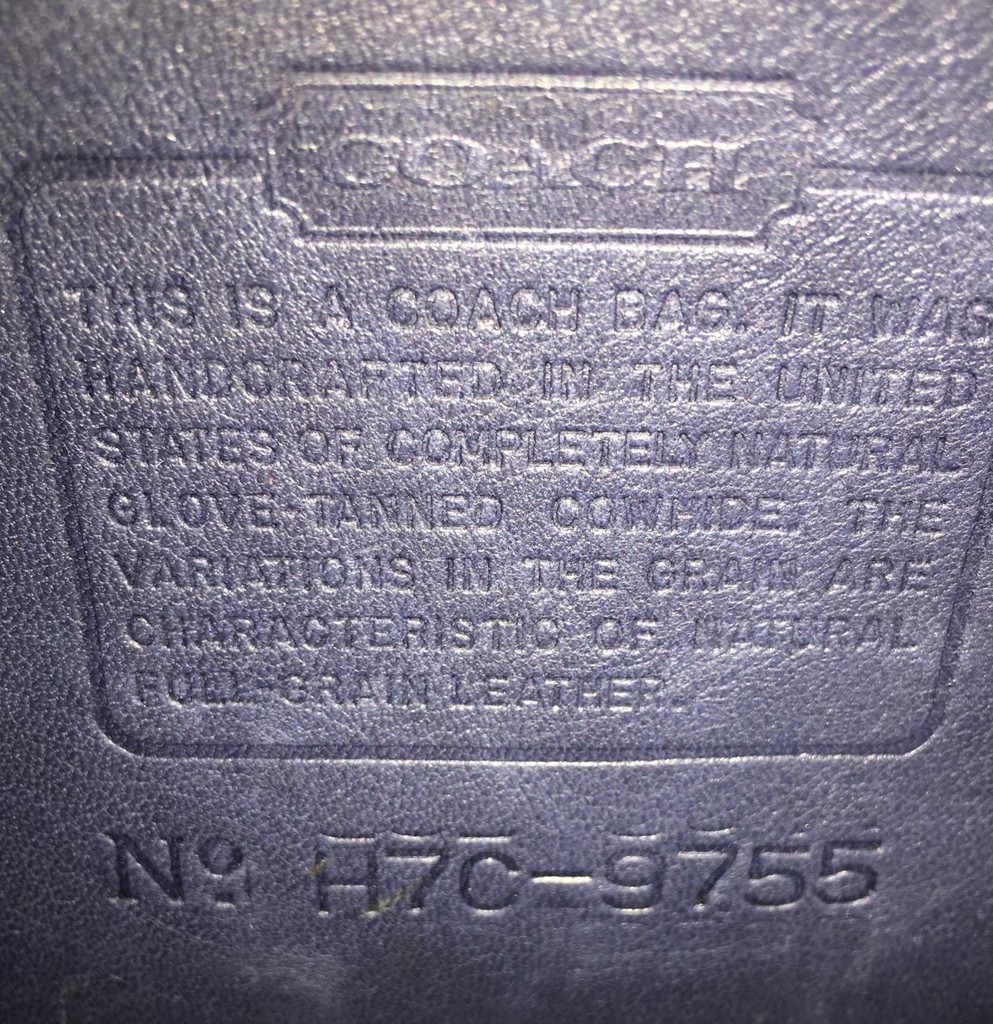 COACH
THIS IS A COACH BAG. IT WAS
HANDCRAFTED IN THE UNITED
STATES OF COMPLETELY NATURAL
GLOVE-TANNED COWHIDE. THE
VARIATIONS IN THE GRAIN ARE
CHARACTERISTIC OF NATURAL
FULL-GRAIN LEATHER.
Nº H7C-9755